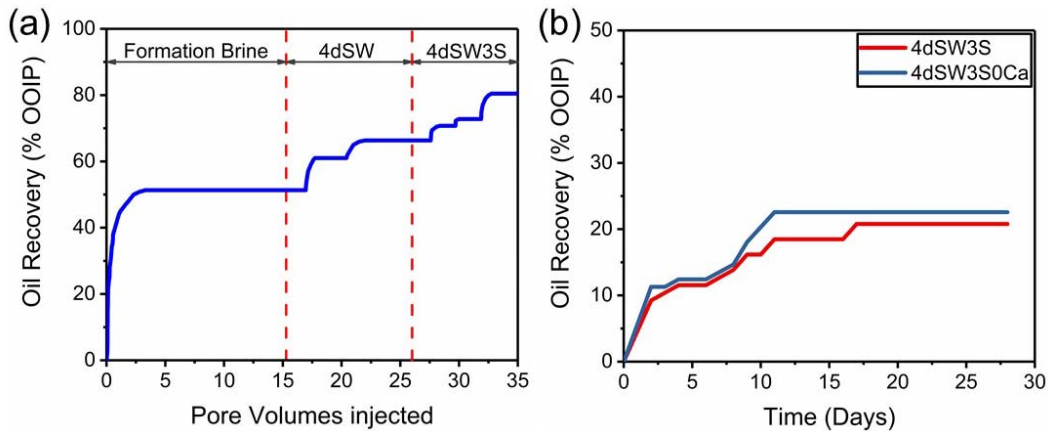 (a)
Oil Recovery (% OOIP)
100
80
60
40
20
0
Formation Brine
4dSW
4dSW3S
0 5 10 15 20 25 30 35
Pore Volumes injected
(b)
Oil Recovery (% OOIP)
50
40
30
20
10
0
4dSW3S
4dSW3S0Ca
0 5 10 15 20 25 30
Time (Days)